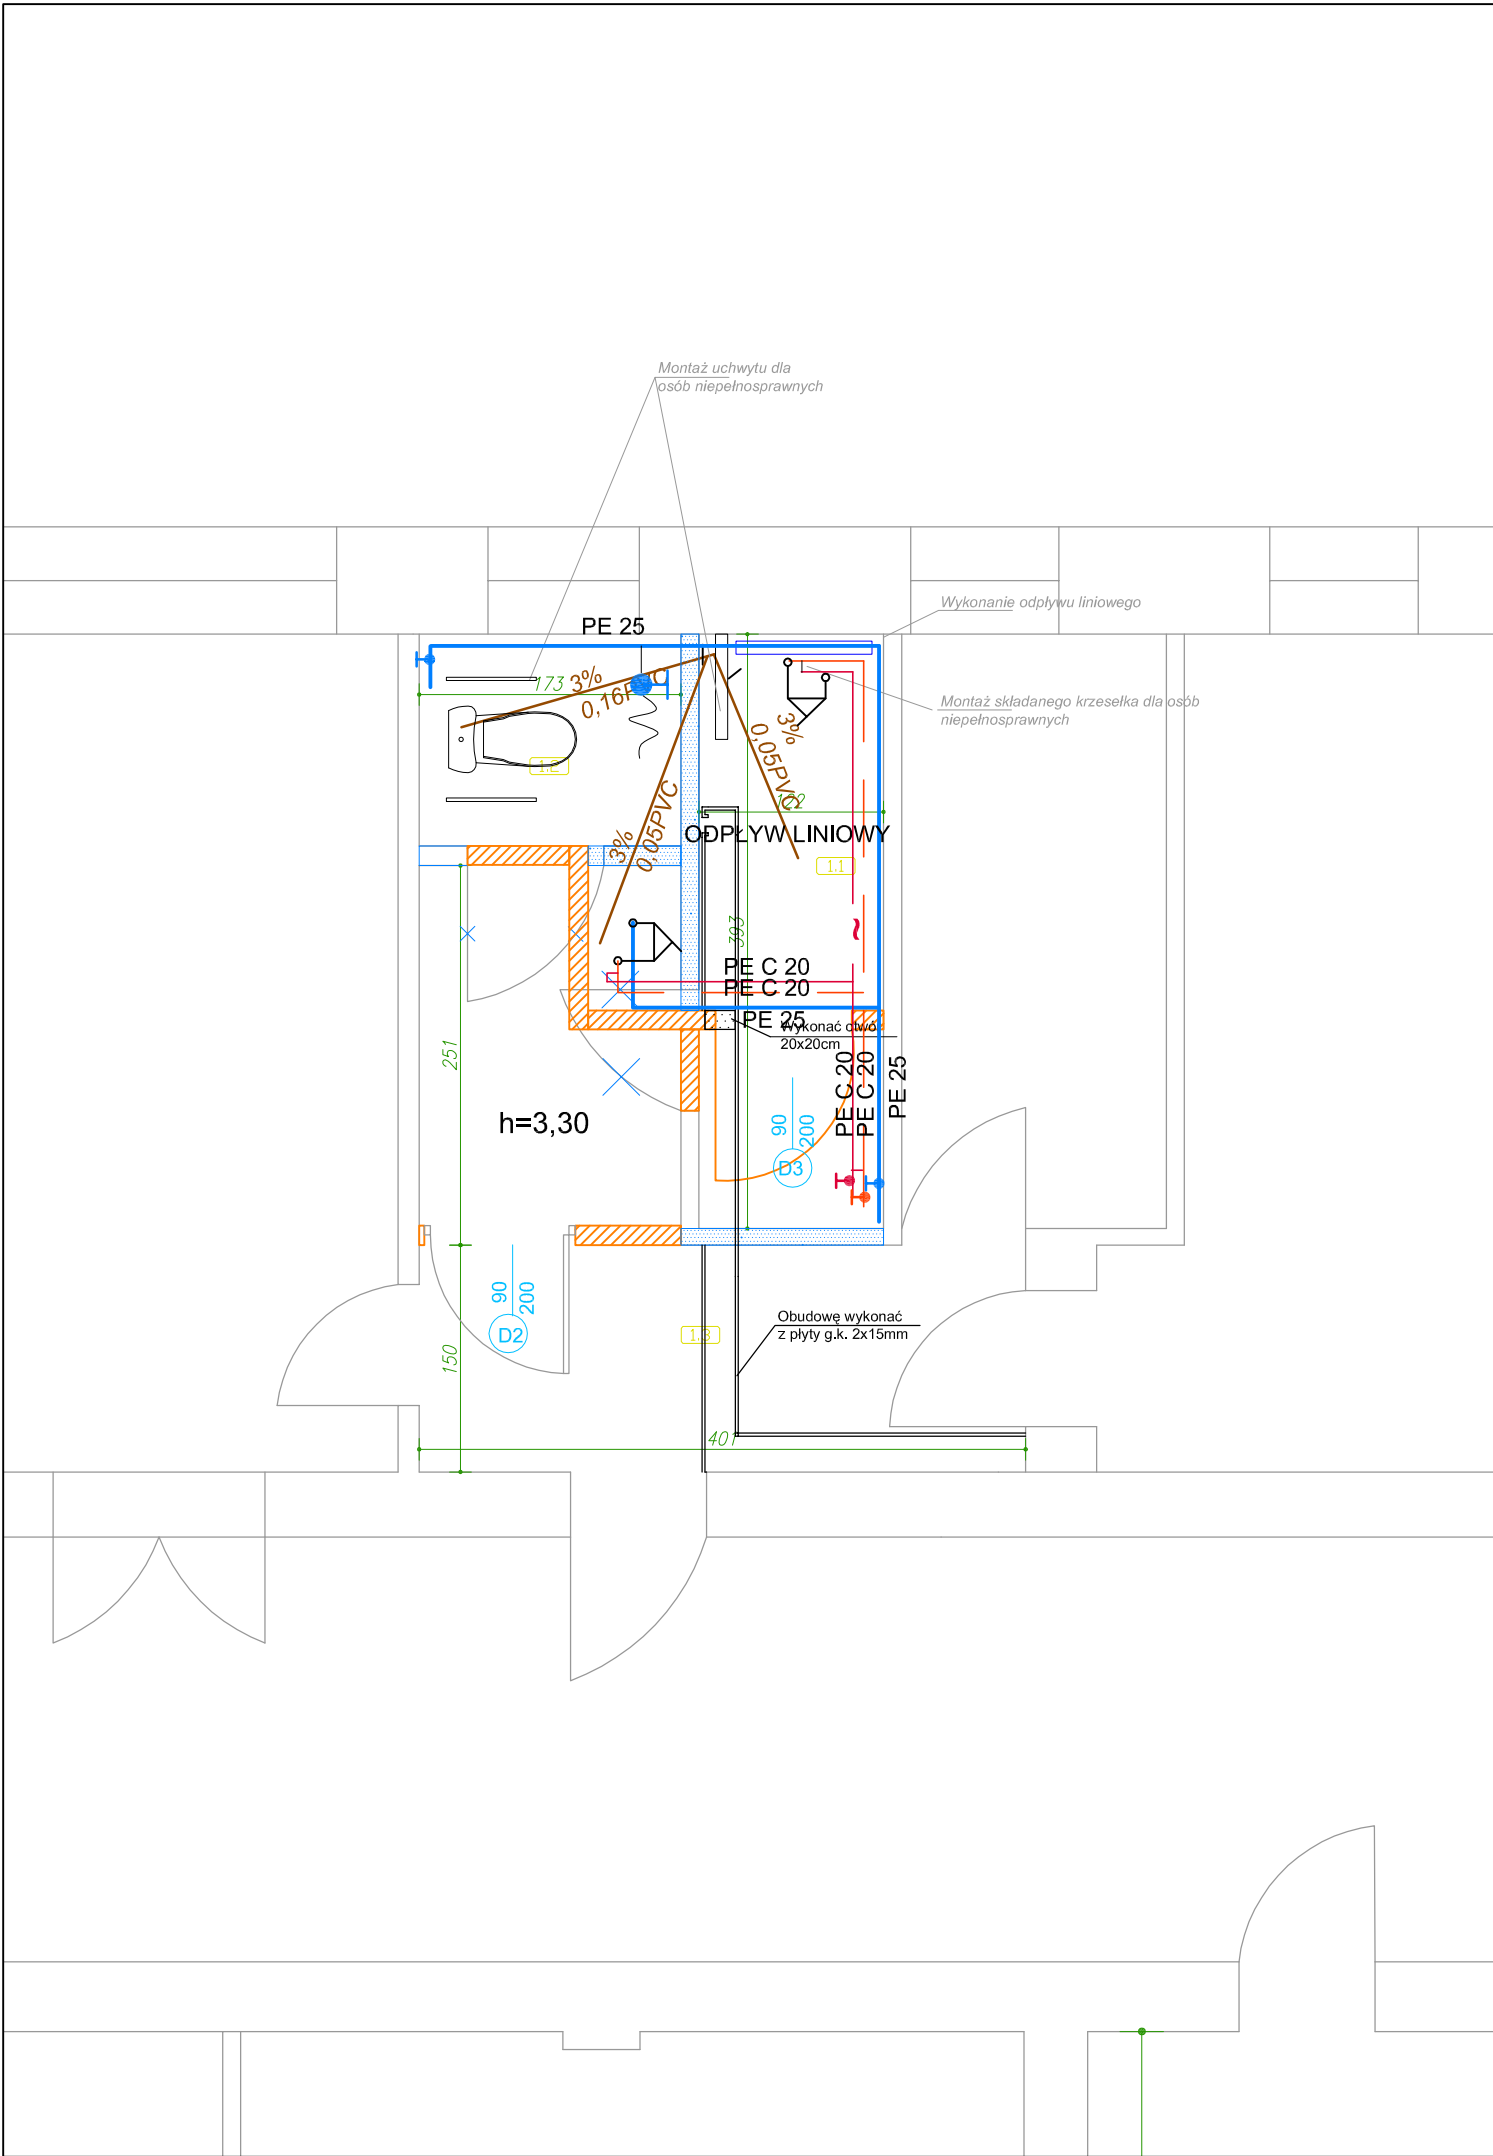 Montaż uchwytu dla
osób niepełnosprawnych
Wykonanie odpływu liniowego
PE 25
173
3%
0,16PVC
Montaż składanego krzesełka dla osób
niepełnosprawnych
3%
0,05PVC
1.2
122
3%
0,05PVC
ODPŁYW LINIOWY
1.1
393
PE C 20
PE C 20
PE 25
Wykonać otwó
20x20cm
251
PE C 20
PE C 20
PE 25
h=3,30
90
200
D3
90
200
D2
Obudowę wykonać
z płyty g.k. 2x15mm
1.3
150
401